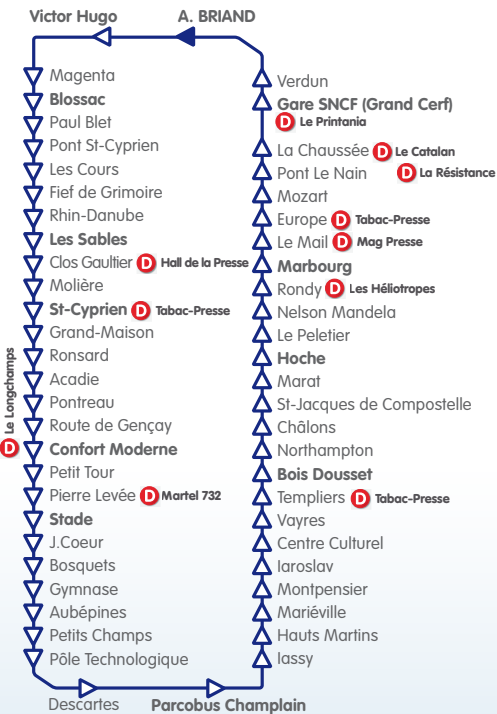 Victor Hugo
A. BRIAND
Magenta
Blossac
Paul Blet
Pont St-Cyprien
Les Cours
Fief de Grimoire
Rhin-Danube
Les Sables
Clos Gaultier D Hall de la Presse
Molière
St-Cyprien D Tabac-Presse
Grand-Maison
Ronsard
Acadie
Pontreau
Route de Gençay
D Le Longchamps
Confort Moderne
Petit Tour
Pierre Levée D Martel 732
Stade
J.Coeur
Bosquets
Gymnase
Aubépines
Petits Champs
Pôle Technologique
Descartes
Parcobus Champlain
Verdun
Gare SNCF (Grand Cerf)
D Le Printania
La Chaussée D Le Catalan
Pont Le Nain D La Résistance
Mozart
Europe D Tabac-Presse
Le Mail D Mag Presse
Marbourg
Rondy D Les Héliotropes
Nelson Mandela
Le Peletier
Hoche
Marat
St-Jacques de Compostelle
Châlons
Northampton
Bois Dousset
Templiers D Tabac-Presse
Vayres
Centre Culturel
Iaroslav
Montpensier
Mariéville
Hauts Martins
Iassy